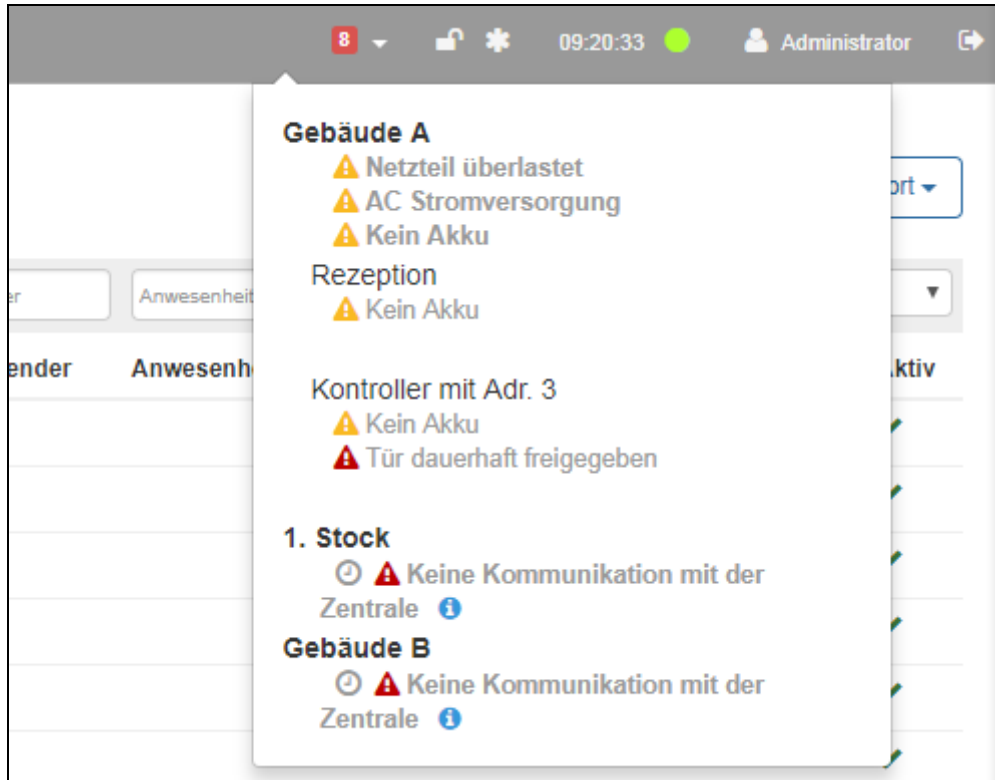 8 09:20:33 Administrator
Gebäude A
Netzteil überlastet
AC Stromversorgung
Kein Akku
Rezeption
Kein Akku
Kontroller mit Adr. 3
Kein Akku
Tür dauerhaft freigegeben
1. Stock
Keine Kommunikation mit der
Zentrale
Gebäude B
Keine Kommunikation mit der
Zentrale
ort
er Anwesenheit
ender Anwesenh ktiv